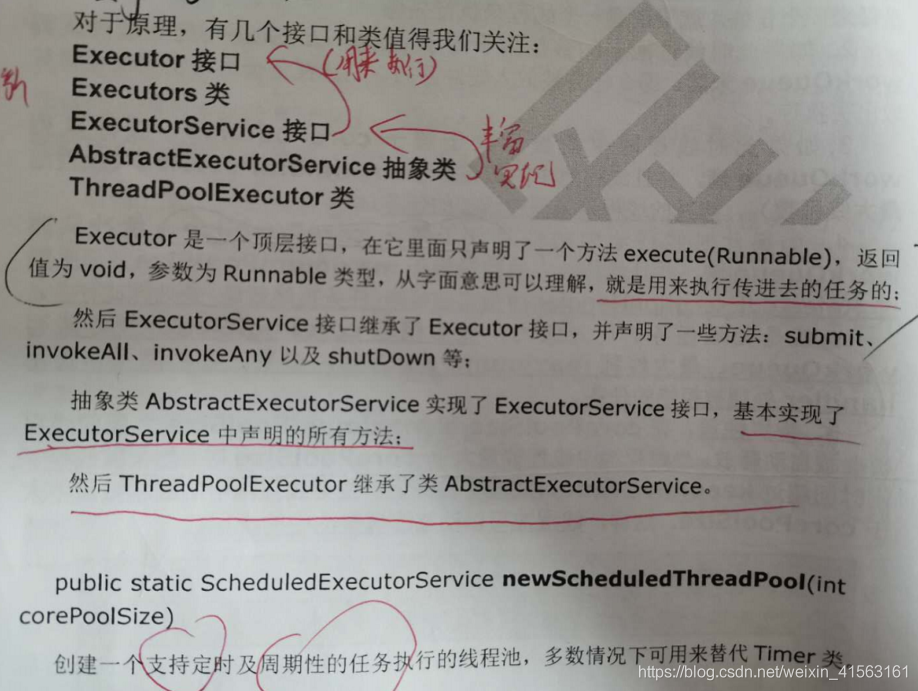 对于原理，有几个接口和类值得我们关注：
Executor 接口 (用来执行)
Executors 类
ExecutorService 接口
丰富
实现
AbstractExecutorService 抽象类
ThreadPoolExecutor 类
Executor 是一个顶层接口，在它里面只声明了一个方法 execute(Runnable)，返回
值为 void，参数为 Runnable 类型，从字面意思可以理解，就是用来执行传进去的任务的；
然后 ExecutorService 接口继承了 Executor 接口，并声明了一些方法：submit、
invokeAll、invokeAny 以及 shutDown 等；
抽象类 AbstractExecutorService 实现了 ExecutorService 接口，基本实现了
ExecutorService 中声明的所有方法；
然后 ThreadPoolExecutor 继承了类 AbstractExecutorService。
public static ScheduledExecutorService newScheduledThreadPool(int
corePoolSize)
创建一个支持定时及周期性的任务执行的线程池，多数情况下可用来替代 Timer 类
https://blog.csdn.net/weixin_41563161